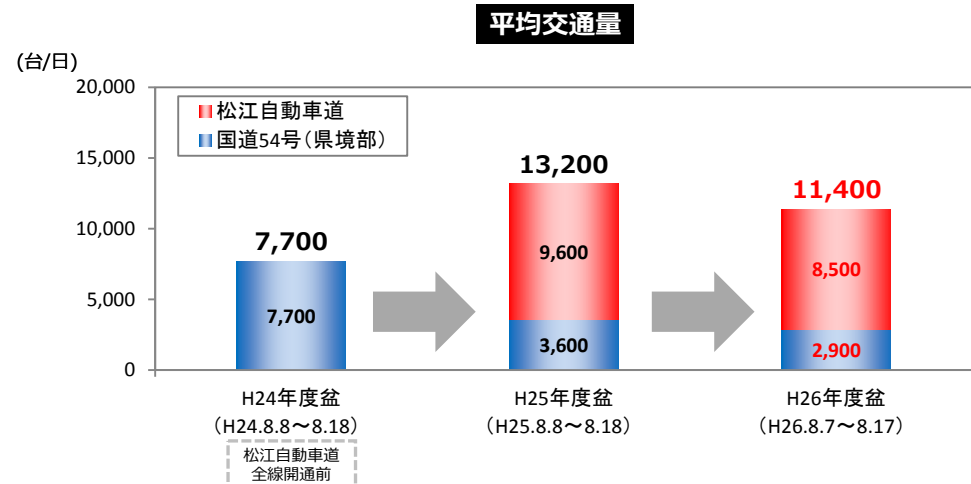 平均交通量
(台/日)
20,000
15,000
10,000
5,000
0
松江自動車道
国道54号（県境部）
7,700
7,700
13,200
9,600
3,600
11,400
8,500
2,900
H24年度盆
（H24.8.8～8.18）
松江自動車道
全線開通前
H25年度盆
（H25.8.8～8.18）
H26年度盆
（H26.8.7～8.17）